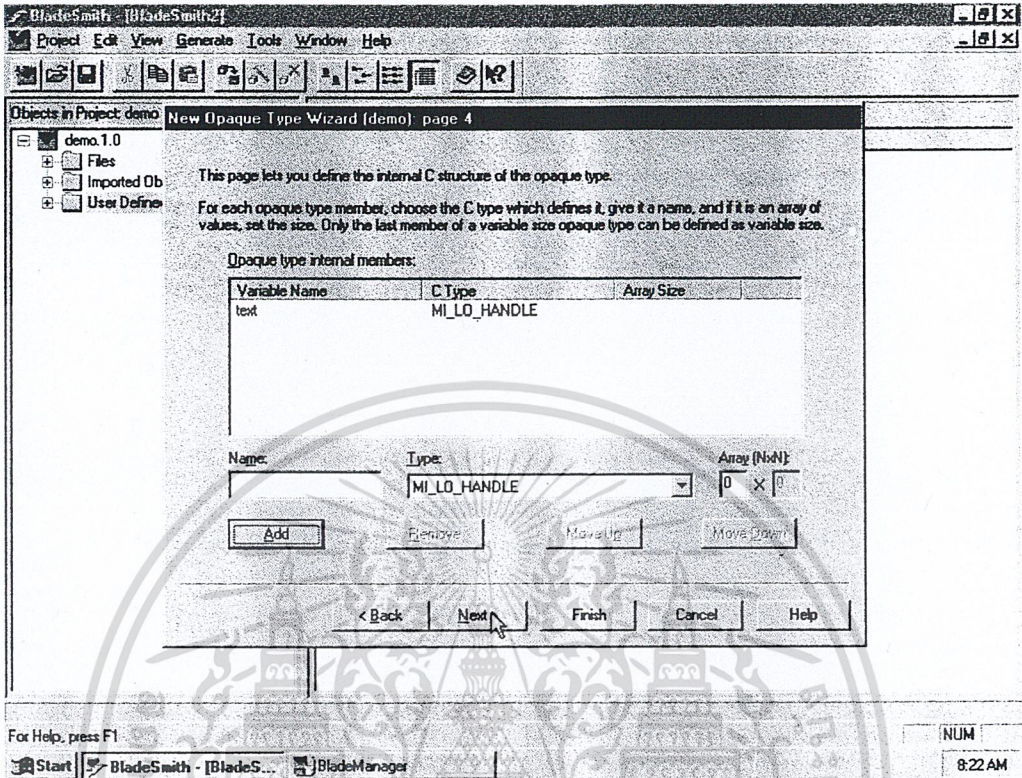 BladeSmith - [BladeSmith2]
Project Edit View Generate Tools Window Help
Objects in Project: demo
demo.1.0
Files
Imported Ob
User Define
New Opaque Type Wizard (demo): page 4
This page lets you define the internal C structure of the opaque type.
For each opaque type member, choose the C type which defines it, give it a name, and if it is an array of
values, set the size. Only the last member of a variable size opaque type can be defined as variable size.
Opaque type internal members:
Variable Name C Type Array Size
text MI_LO_HANDLE
Name: Type: Array (NxN):
MI_LO_HANDLE 0 X 0
Add Remove Move Up Move Down
< Back Next Finish Cancel Help
For Help, press F1 NUM
Start BladeSmith - [BladeS... BladeManager 8:22 AM